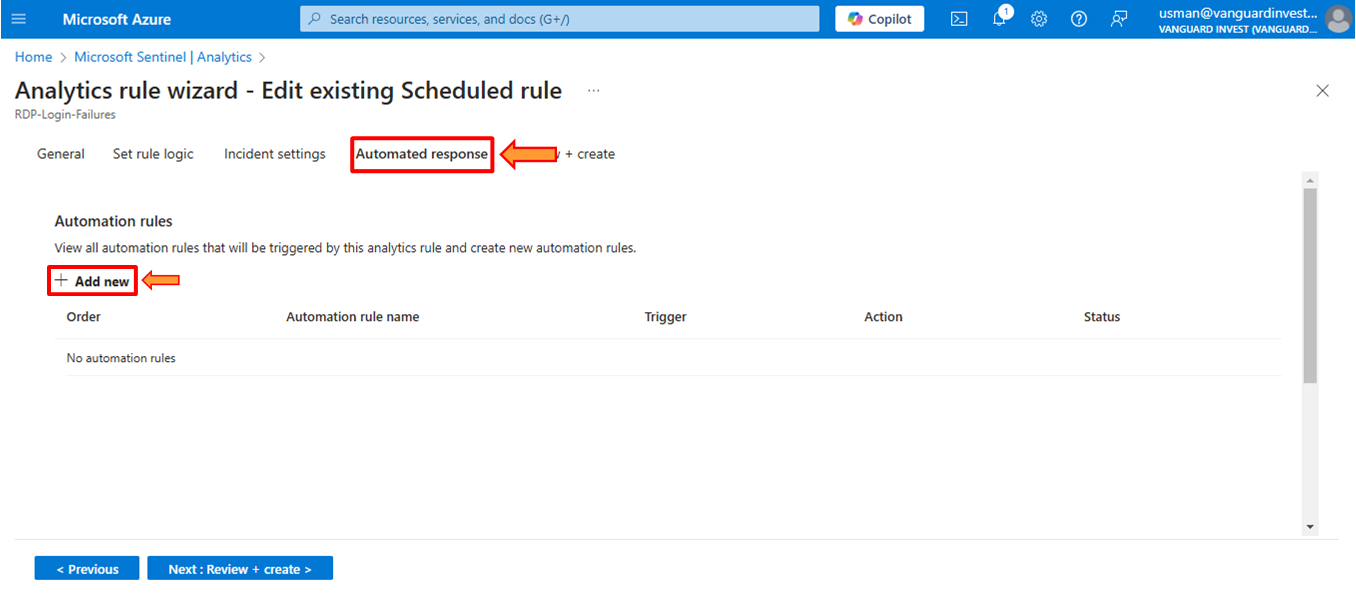 Microsoft Azure
Search resources, services, and docs (G+/)
Copilot
1
usman@vanguardinvest...
VANGUARD INVEST (VANGUARD...
Home > Microsoft Sentinel | Analytics >
Analytics rule wizard - Edit existing Scheduled rule ...
RDP-Login-Failures
General Set rule logic Incident settings Automated response + create
Automation rules
View all automation rules that will be triggered by this analytics rule and create new automation rules.
+ Add new
Order Automation rule name Trigger Action Status
No automation rules
< Previous Next : Review + create >